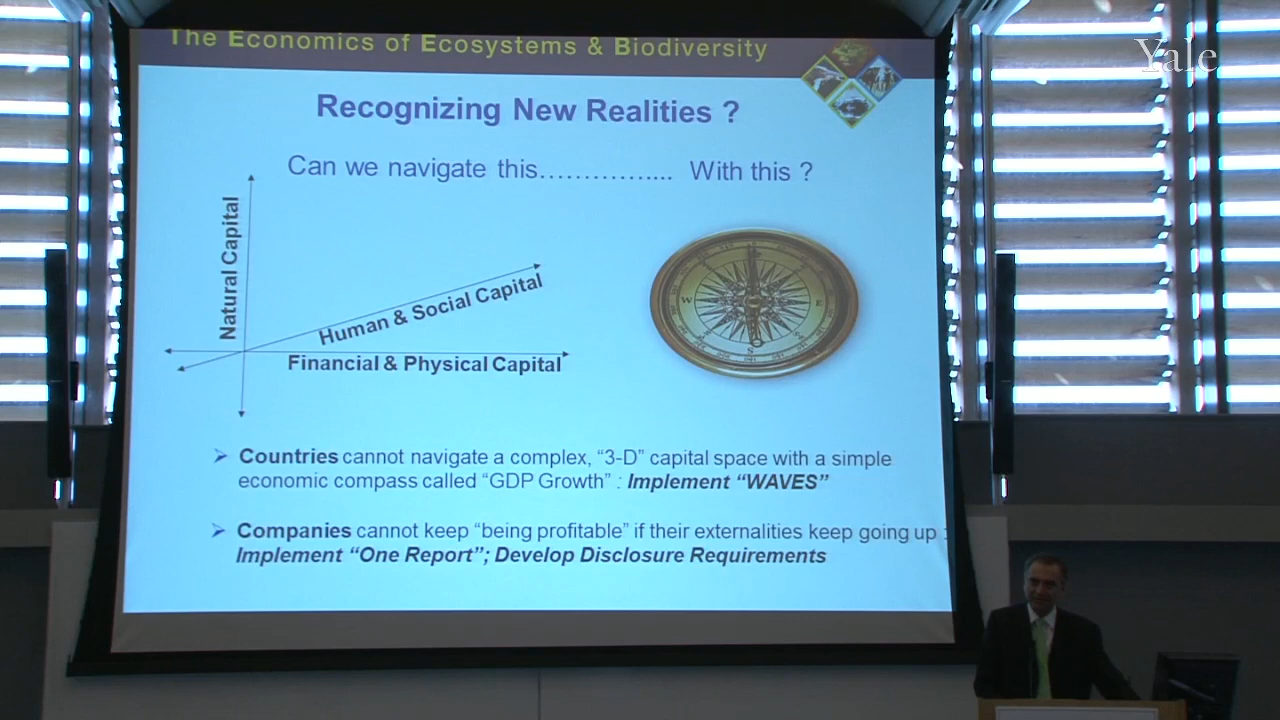 The Economics of Ecosystems & Biodiversity
Yale
Recognizing New Realities ?
Can we navigate this…………….. With this ?
Natural Capital
Human & Social Capital
Financial & Physical Capital
W
E
S
Countries cannot navigate a complex, “3-D” capital space with a simple
economic compass called “GDP Growth” : Implement “WAVES”
Companies cannot keep “being profitable” if their externalities keep going up :
Implement “One Report”; Develop Disclosure Requirements